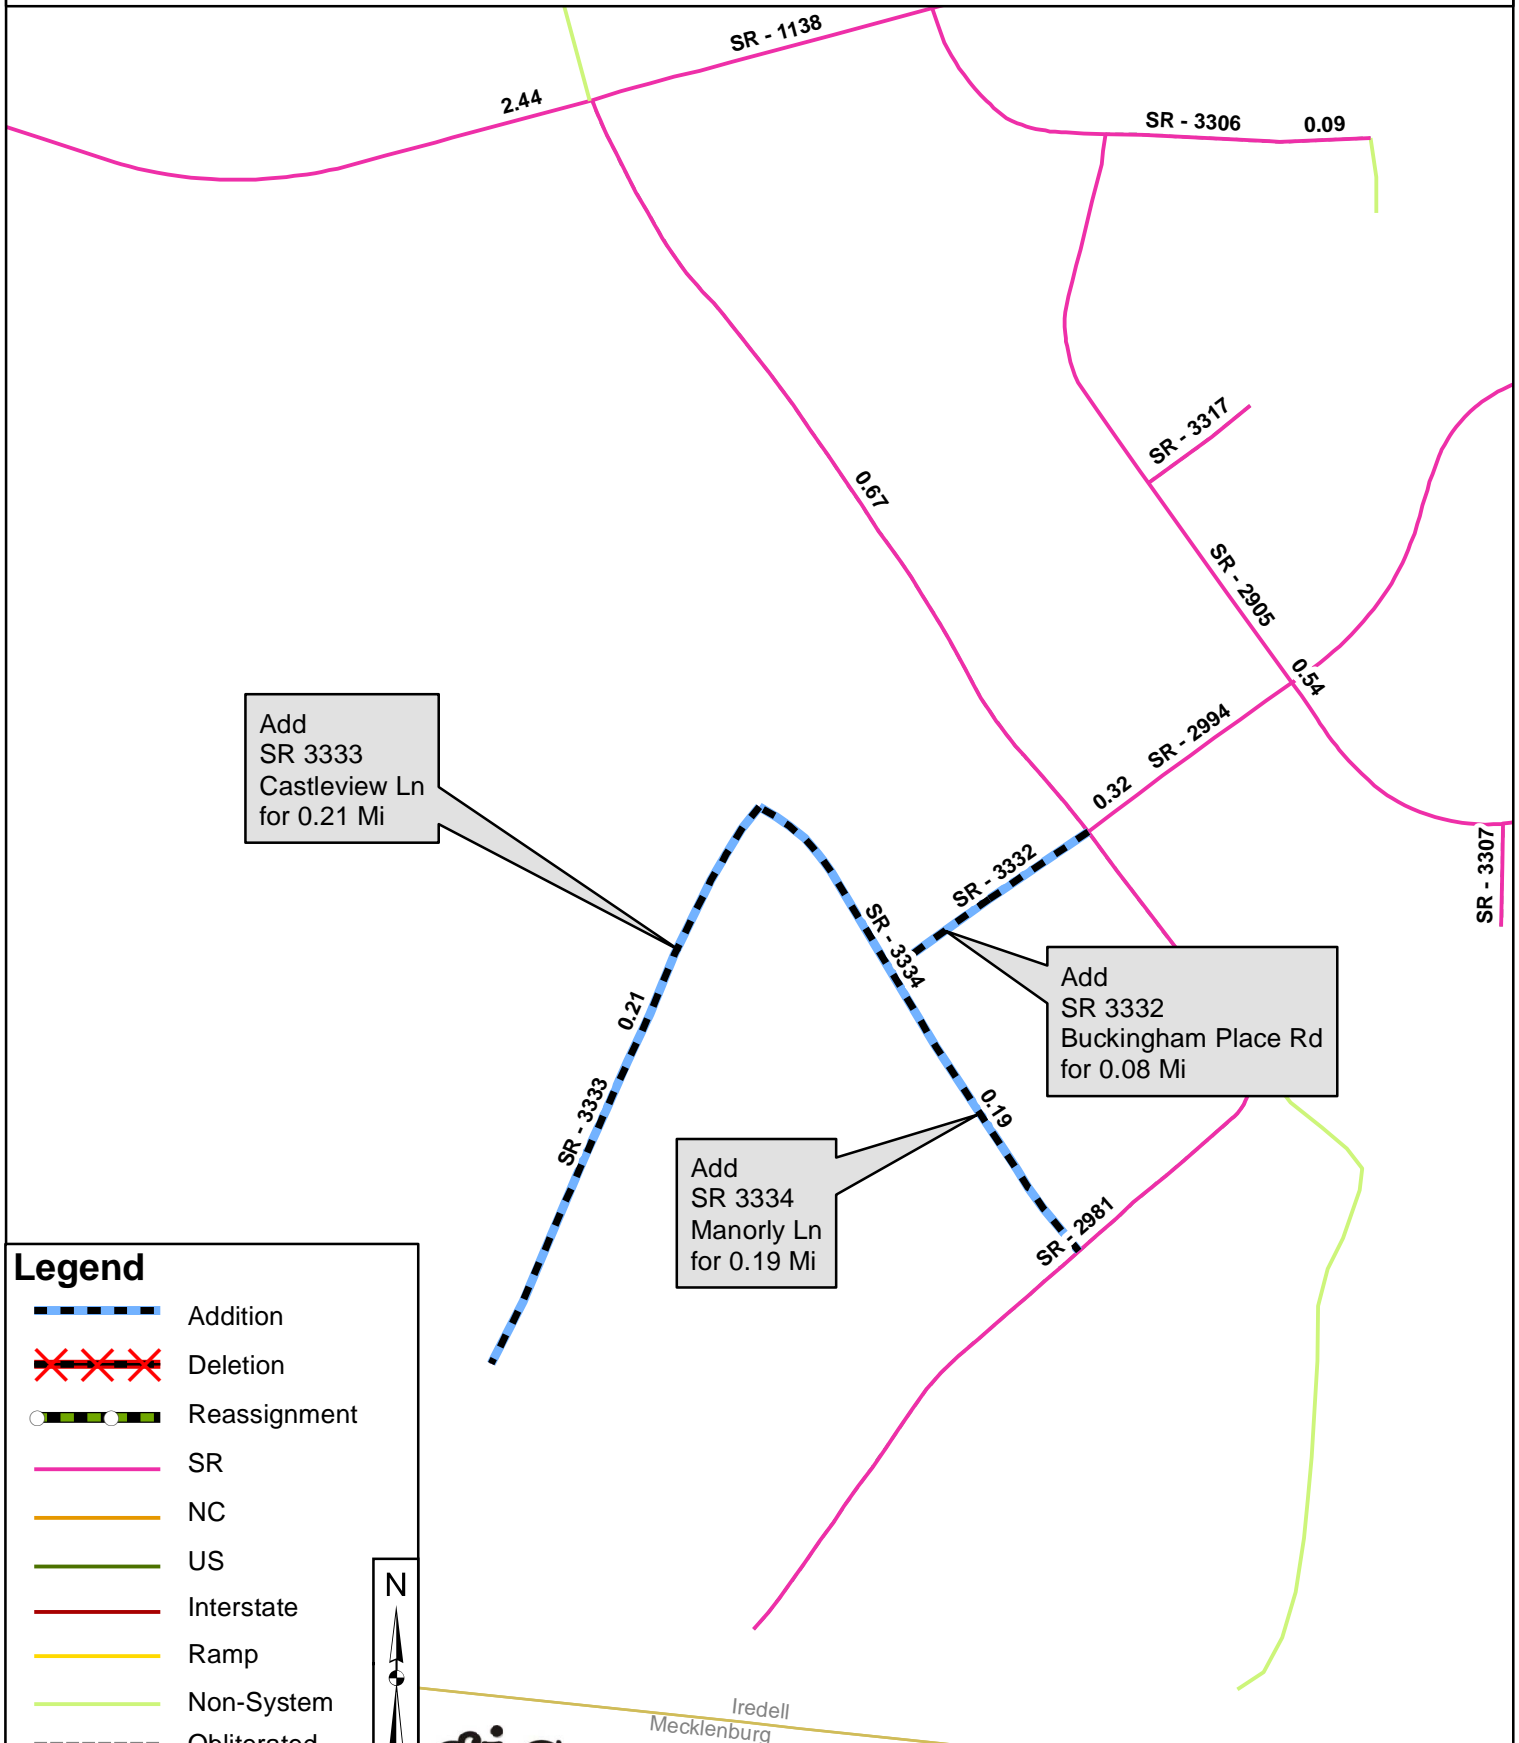 SR - 1138
2.44
SR - 3306
0.09
SR - 3317
0.67
SR - 2905
0.54
SR - 2994
0.32
Add
SR 3333
Castleview Ln
for 0.21 Mi
SR - 3332
SR - 3307
SR - 3334
Add
SR 3332
Buckingham Place Rd
for 0.08 Mi
0.21
SR - 3333
0.19
Add
SR 3334
Manorly Ln
for 0.19 Mi
SR - 2981
Legend
Addition
Deletion
Reassignment
SR
NC
US
Interstate
Ramp
Non-System
Obliterated
N
Iredell
Mecklenburg